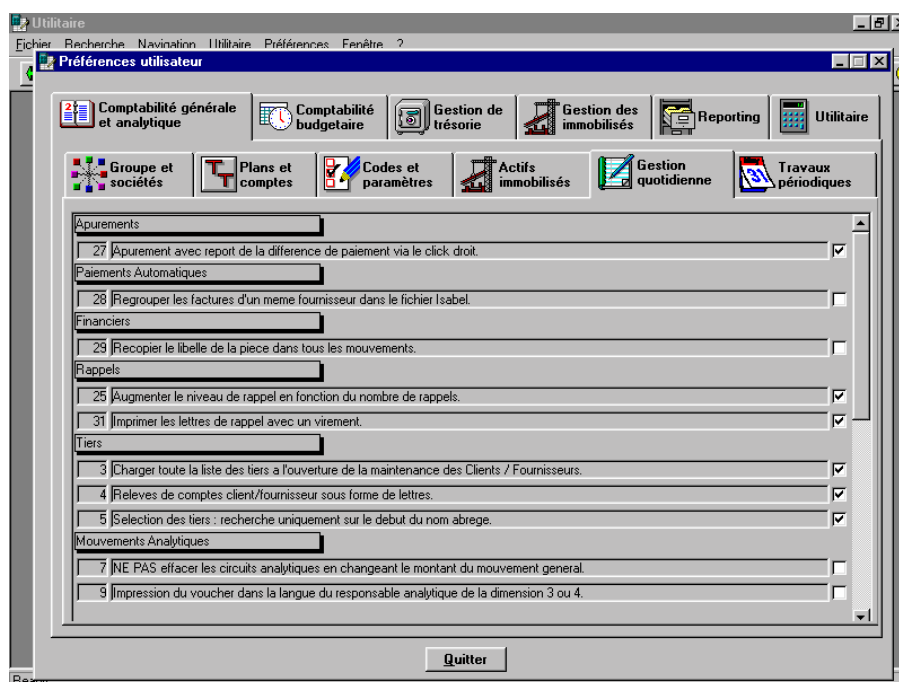 Utilitaire
Fichier Recherche Navigation Utilitaire Préférences Fenêtre ?
Préférences utilisateur
Comptabilité générale et analytique
Comptabilité budgetaire
Gestion de trésorie
Gestion des immobilisés
Reporting
Utilitaire
Groupe et sociétés
Plans et comptes
Codes et paramètres
Actifs immobilisés
Gestion quotidienne
Travaux périodiques
Apurements
27 Apurement avec report de la difference de paiement via le click droit.
Paiements Automatiques
28 Regrouper les factures d'un meme fournisseur dans le fichier Isabel.
Financiers
29 Recopier le libelle de la piece dans tous les mouvements.
Rappels
25 Augmenter le niveau de rappel en fonction du nombre de rappels.
31 Imprimer les lettres de rappel avec un virement.
Tiers
3 Charger toute la liste des tiers a l'ouverture de la maintenance des Clients / Fournisseurs.
4 Releves de comptes client/fournisseur sous forme de lettres.
5 Selection des tiers : recherche uniquement sur le debut du nom abrege.
Mouvements Analytiques
7 NE PAS effacer les circuits analytiques en changeant le montant du mouvement general.
9 Impression du voucher dans la langue du responsable analytique de la dimension 3 ou 4.
Quitter